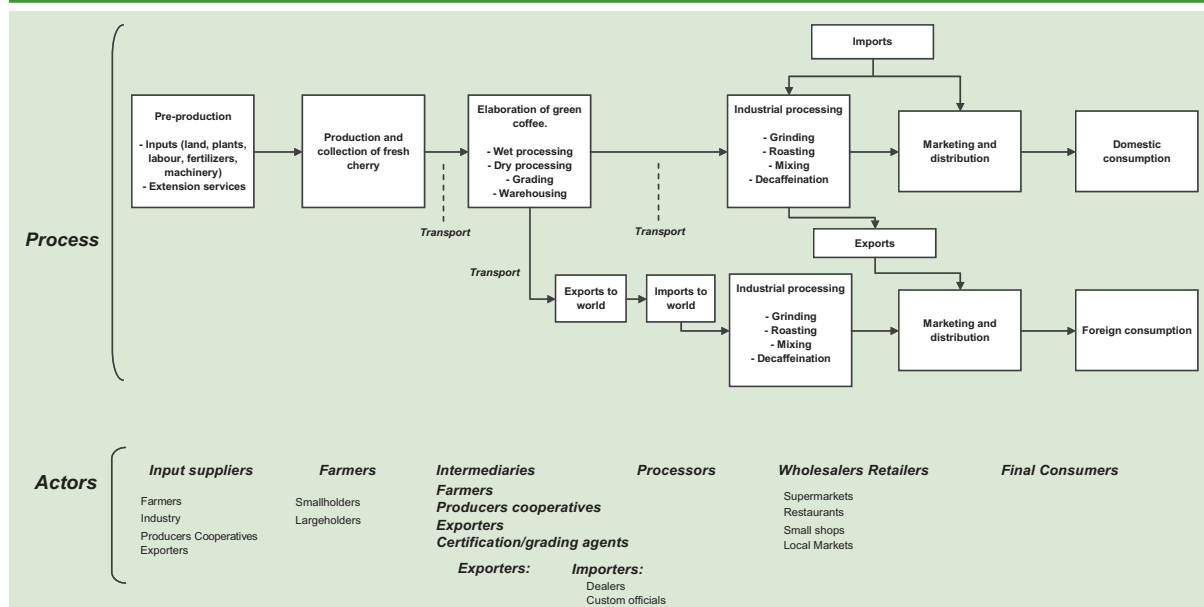 Imports
Pre-production
- Inputs (land, plants,
labour, fertilizers,
machinery)
- Extension services
Production and
collection of fresh
cherry
Elaboration of green
coffee.
- Wet processing
- Dry processing
- Grading
- Warehousing
Industrial processing
- Grinding
- Roasting
- Mixing
- Decaffeination
Marketing and
distribution
Domestic
consumption
Transport
Transport
Process
Exports
Transport
Exports to
world
Imports to
world
Industrial processing
- Grinding
- Roasting
- Mixing
- Decaffeination
Marketing and
distribution
Foreign consumption
Actors
Input suppliers
Farmers
Industry
Producers Cooperatives
Exporters
Farmers
Smallholders
Largeholders
Intermediaries
Farmers
Producers cooperatives
Exporters
Certification/grading agents
Exporters:
Importers:
Dealers
Custom officials
Processors
Wholesalers Retailers
Supermarkets
Restaurants
Small shops
Local Markets
Final Consumers